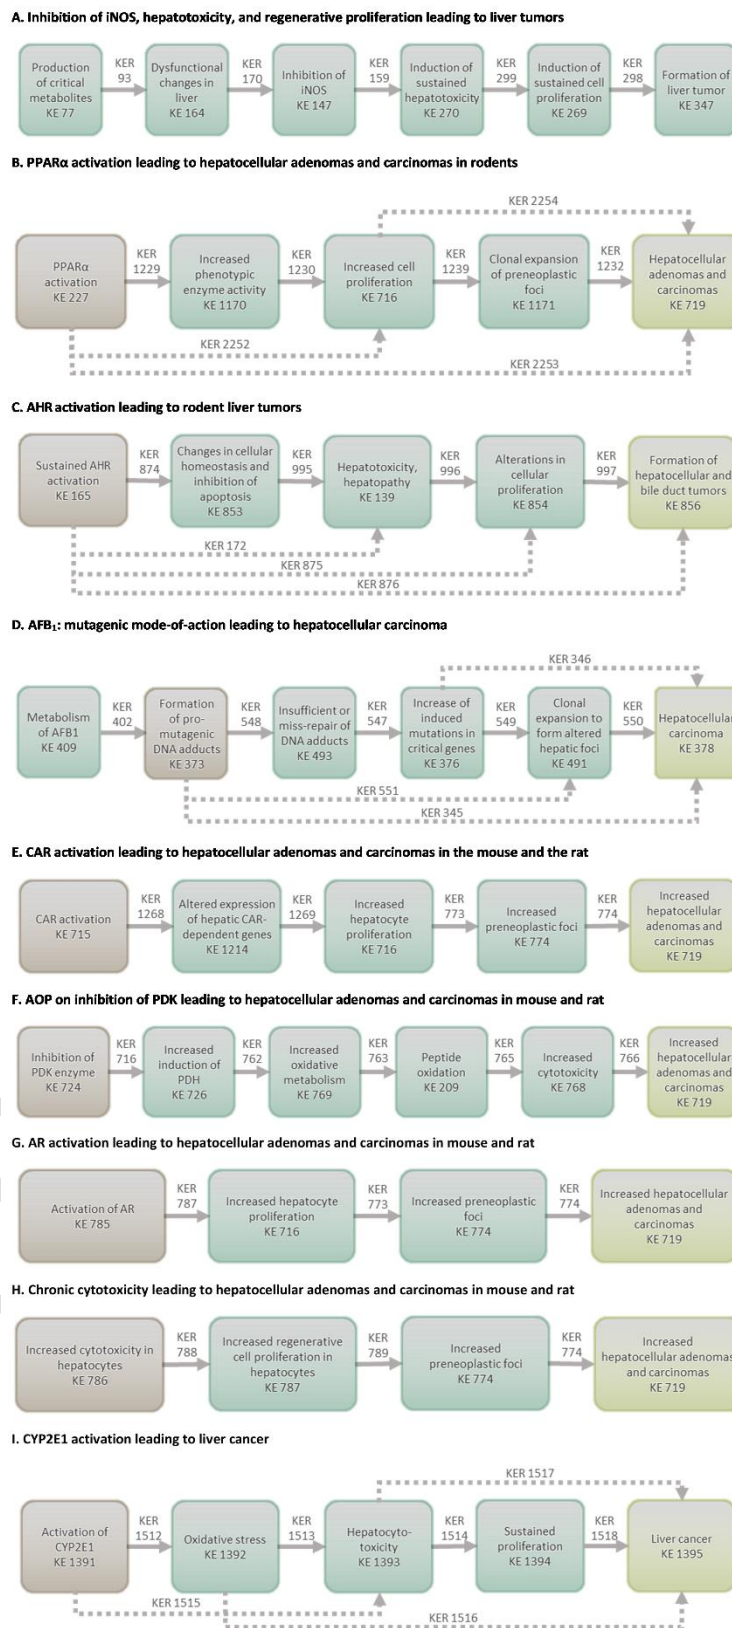 A. Inhibition of iNOS, hepatotoxicity, and regenerative proliferation leading to liver tumors
Production
of critical
metabolites
KE 77
KER
93
Dysfunctional
changes in
liver
KE 164
KER
170
Inhibition of
iNOS
KE 147
KER
159
Induction of
sustained
hepatotoxicity
KE 270
KER
299
Induction of
sustained cell
proliferation
KE 269
KER
298
Formation of
liver tumor
KE 347
B. PPARα activation leading to hepatocellular adenomas and carcinomas in rodents
KER 2254
PPARα
activation
KE 227
KER
1229
Increased
phenotypic
enzyme activity
KE 1170
KER
1230
Increased cell
proliferation
KE 716
KER
1239
Clonal expansion
of preneoplastic
foci
KE 1171
KER
1232
Hepatocellular
adenomas and
carcinomas
KE 719
KER 2252
KER 2253
C. AHR activation leading to rodent liver tumors
Sustained AHR
activation
KE 165
KER
874
Changes in cellular
homeostasis and
inhibition of
apoptosis
KE 853
KER
995
Hepatotoxicity,
hepatopathy
KE 139
KER
996
Alterations in
cellular
proliferation
KE 854
KER
997
Formation of
hepatocellular and
bile duct tumors
KE 856
KER 172
KER 875
KER 876
D. AFB₁: mutagenic mode-of-action leading to hepatocellular carcinoma
KER 346
Metabolism
of AFB1
KE 409
KER
402
Formation
of pro-
mutagenic
DNA adducts
KE 373
KER
548
Insufficient or
miss-repair of
DNA adducts
KE 493
KER
547
Increase of
induced
mutations in
critical genes
KE 376
KER
549
Clonal
expansion to
form altered
hepatic foci
KE 491
KER
550
Hepatocellular
carcinoma
KE 378
KER 551
KER 345
E. CAR activation leading to hepatocellular adenomas and carcinomas in the mouse and the rat
CAR activation
KE 715
KER
1268
Altered expression
of hepatic CAR-
dependent genes
KE 1214
KER
1269
Increased
hepatocyte
proliferation
KE 716
KER
773
Increased
preneoplastic foci
KE 774
KER
774
Increased
hepatocellular
adenomas and
carcinomas
KE 719
F. AOP on inhibition of PDK leading to hepatocellular adenomas and carcinomas in mouse and rat
Inhibition of
PDK enzyme
KE 724
KER
716
Increased
induction of
PDH
KE 726
KER
762
Increased
oxidative
metabolism
KE 769
KER
763
Peptide
oxidation
KE 209
KER
765
Increased
cytotoxicity
KE 768
KER
766
Increased
hepatocellular
adenomas and
carcinomas
KE 719
G. AR activation leading to hepatocellular adenomas and carcinomas in mouse and rat
Activation of AR
KE 785
KER
787
Increased hepatocyte
proliferation
KE 716
KER
773
Increased preneoplastic
foci
KE 774
KER
774
Increased hepatocellular
adenomas and
carcinomas
KE 719
H. Chronic cytotoxicity leading to hepatocellular adenomas and carcinomas in mouse and rat
Increased cytotoxicity in
hepatocytes
KE 786
KER
788
Increased regenerative
cell proliferation in
hepatocytes
KE 787
KER
789
Increased
preneoplastic foci
KE 774
KER
774
Increased
hepatocellular adenomas
and carcinomas
KE 719
I. CYP2E1 activation leading to liver cancer
KER 1517
Activation of
CYP2E1
KE 1391
KER
1512
Oxidative stress
KE 1392
KER
1513
Hepatocyto-
toxicity
KE 1393
KER
1514
Sustained
proliferation
KE 1394
KER
1518
Liver cancer
KE 1395
KER 1515
KER 1516